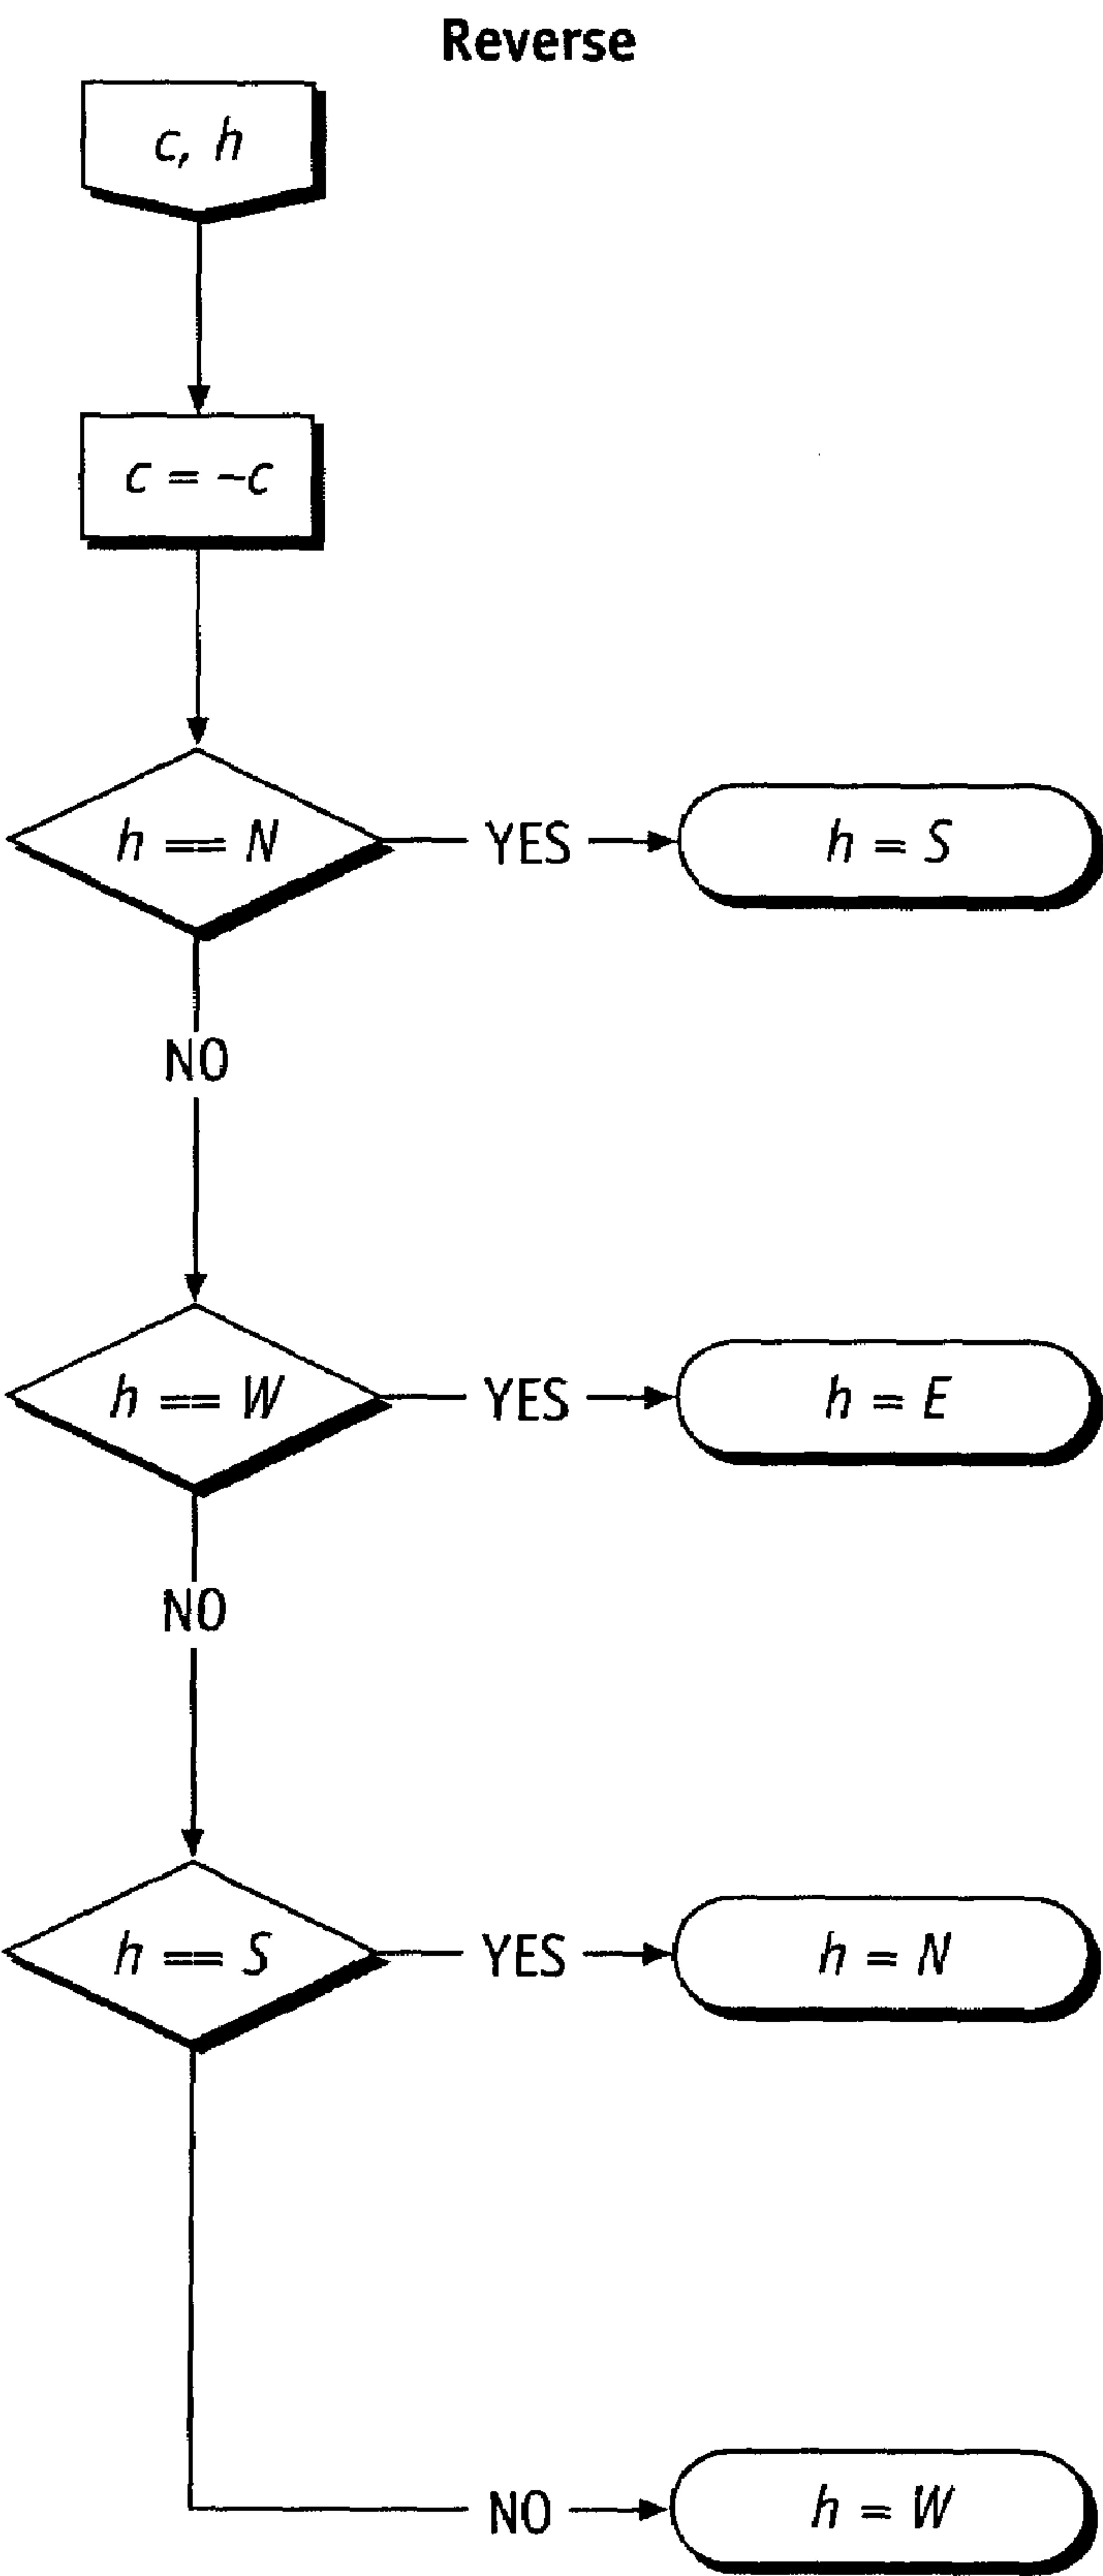 Reverse
c, h
c = –c
h == N YES h = S
NO
h == W YES h = E
NO
h == S YES h = N
NO h = W